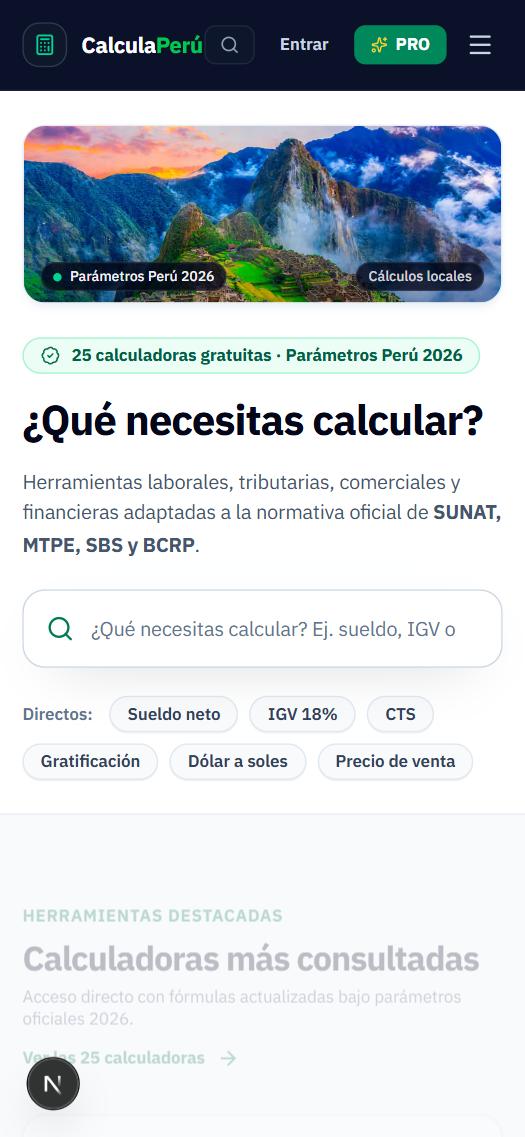 CalculaPerú
Entrar
PRO
Parámetros Perú 2026
Cálculos locales
25 calculadoras gratuitas · Parámetros Perú 2026
¿Qué necesitas calcular?
Herramientas laborales, tributarias, comerciales y
financieras adaptadas a la normativa oficial de SUNAT,
MTPE, SBS y BCRP.
¿Qué necesitas calcular? Ej. sueldo, IGV o
Directos:
Sueldo neto
IGV 18%
CTS
Gratificación
Dólar a soles
Precio de venta
HERRAMIENTAS DESTACADAS
Calculadoras más consultadas
Acceso directo con fórmulas actualizadas bajo parámetros
oficiales 2026.
Ver las 25 calculadoras
N